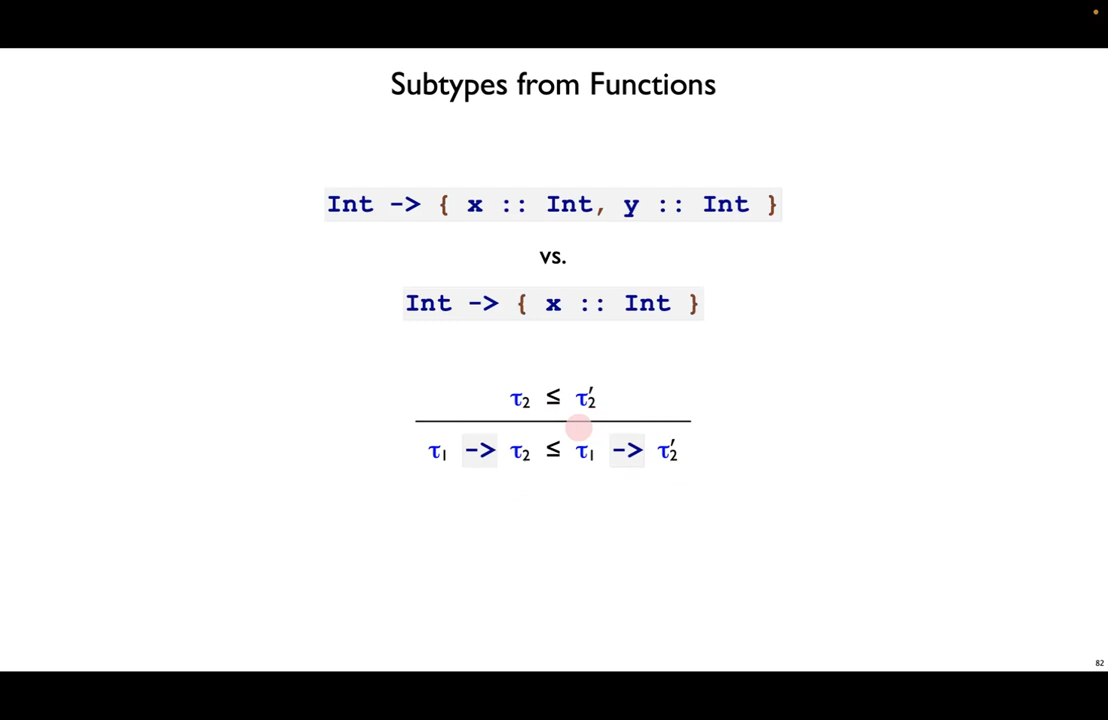 Subtypes from Functions
Int -> { x :: Int, y :: Int }
vs.
Int -> { x :: Int }
τ₂ ≤ τ′₂
τ₁ -> τ₂ ≤ τ₁ -> τ′₂
82